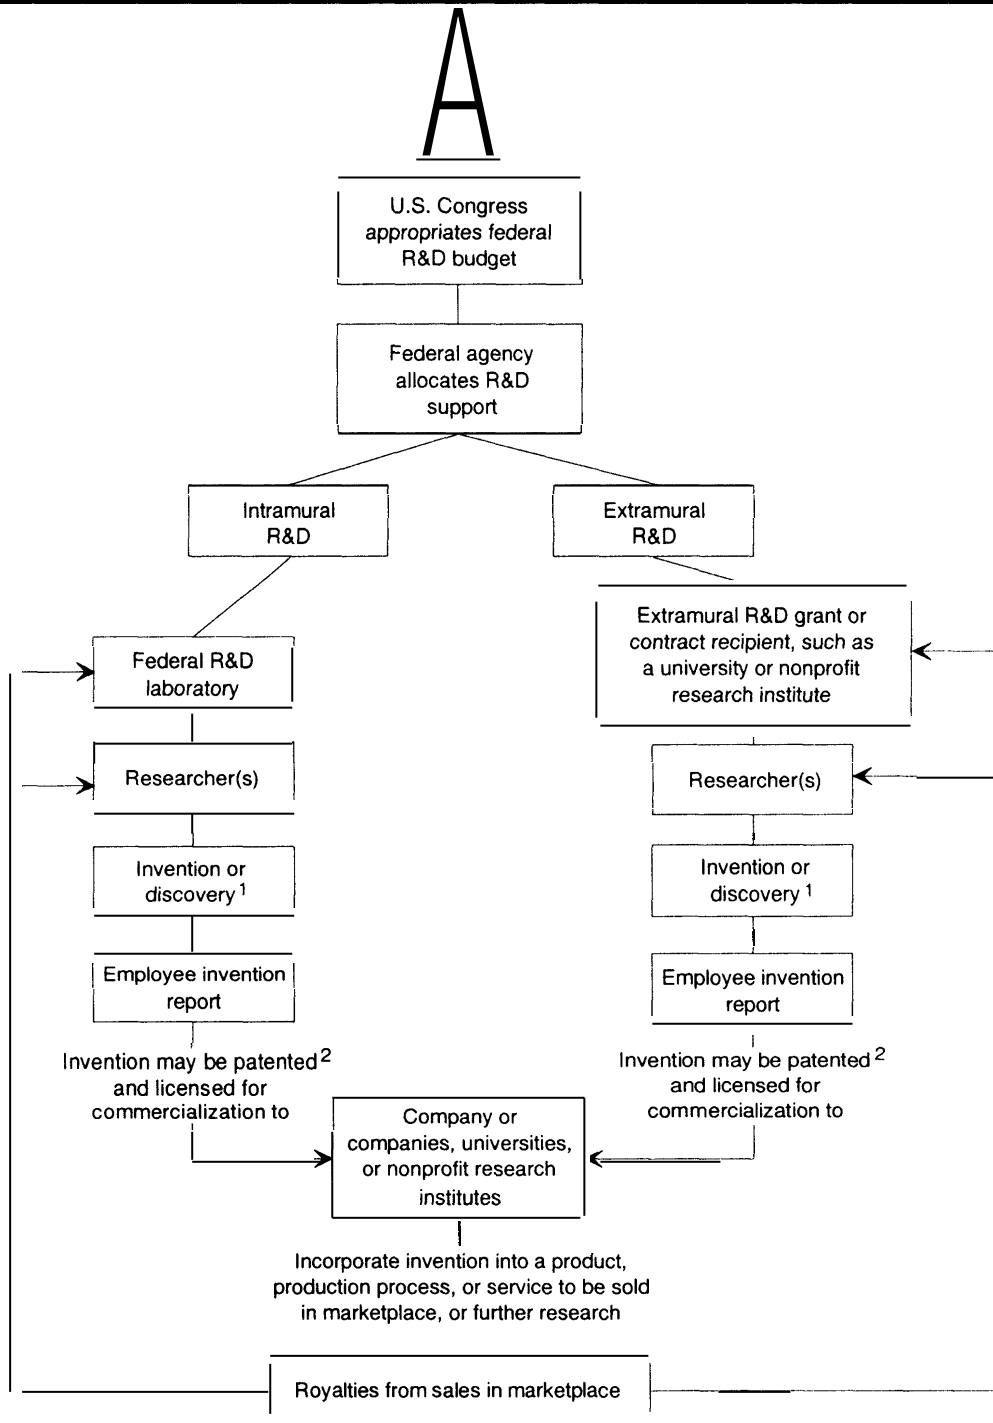 A
U.S. Congress
appropriates federal
R&D budget
Federal agency
allocates R&D
support
Intramural
R&D
Extramural
R&D
Federal R&D
laboratory
Extramural R&D grant or
contract recipient, such as
a university or nonprofit
research institute
Researcher(s)
Researcher(s)
Invention or
discovery 1
Invention or
discovery 1
Employee invention
report
Employee invention
report
Invention may be patented 2
and licensed for
commercialization to
Invention may be patented 2
and licensed for
commercialization to
Company or
companies, universities,
or nonprofit research
institutes
Incorporate invention into a product,
production process, or service to be sold
in marketplace, or further research
Royalties from sales in marketplace